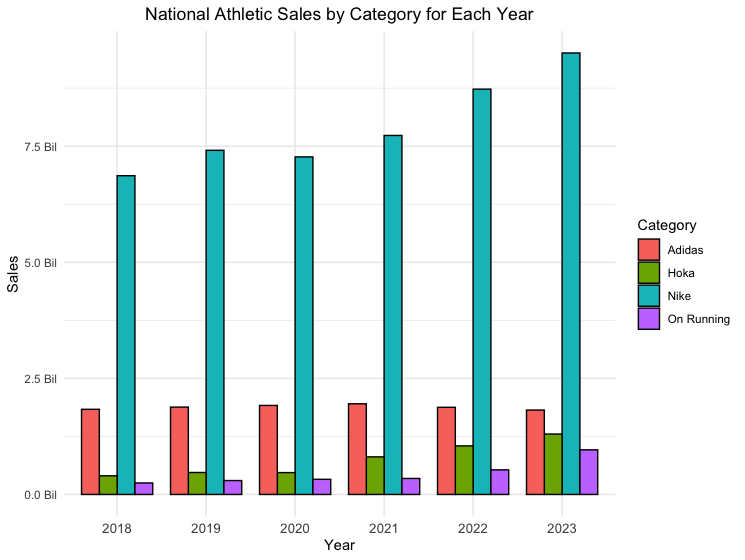 National Athletic Sales by Category for Each Year
7.5 Bil
5.0 Bil
2.5 Bil
0.0 Bil
Sales
2018 2019 2020 2021 2022 2023
Year
Category
Adidas
Hoka
Nike
On Running